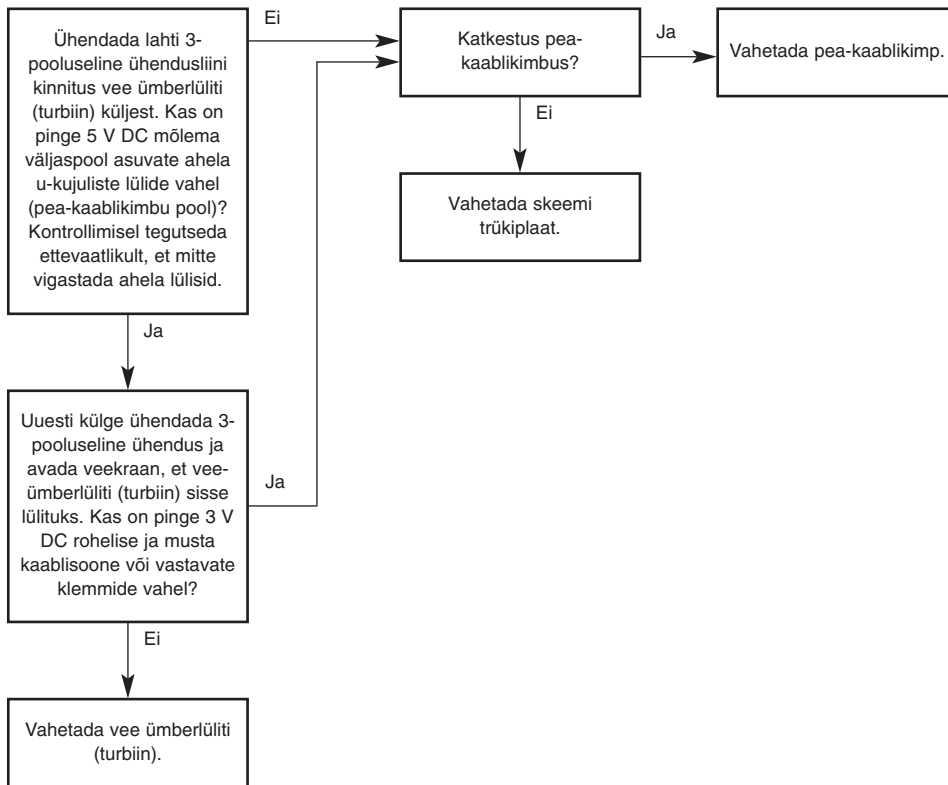 Ühendada lahti 3-
pooluseline ühendusliini
kinnitus vee ümberlüliti
(turbiin) küljest. Kas on
pinge 5 V DC mõlema
väljaspool asuvate ahela
u-kujuliste lülide vahel
(pea-kaablikimbu pool)?
Kontrollimisel tegutseda
ettevaatlikult, et mitte
vigastada ahela lülisid.
Ei
Katkestus pea-
kaablikimbus?
Ja
Vahetada pea-kaablikimp.
Ei
Vahetada skeemi
trükiplaat.
Ja
Uuesti külge ühendada 3-
pooluseline ühendus ja
avada veekraan, et vee-
ümberlüliti (turbiin) sisse
lülituks. Kas on pinge 3 V
DC rohelise ja musta
kaablisoone või vastavate
klemmide vahel?
Ja
Ei
Vahetada vee ümberlüliti
(turbiin).